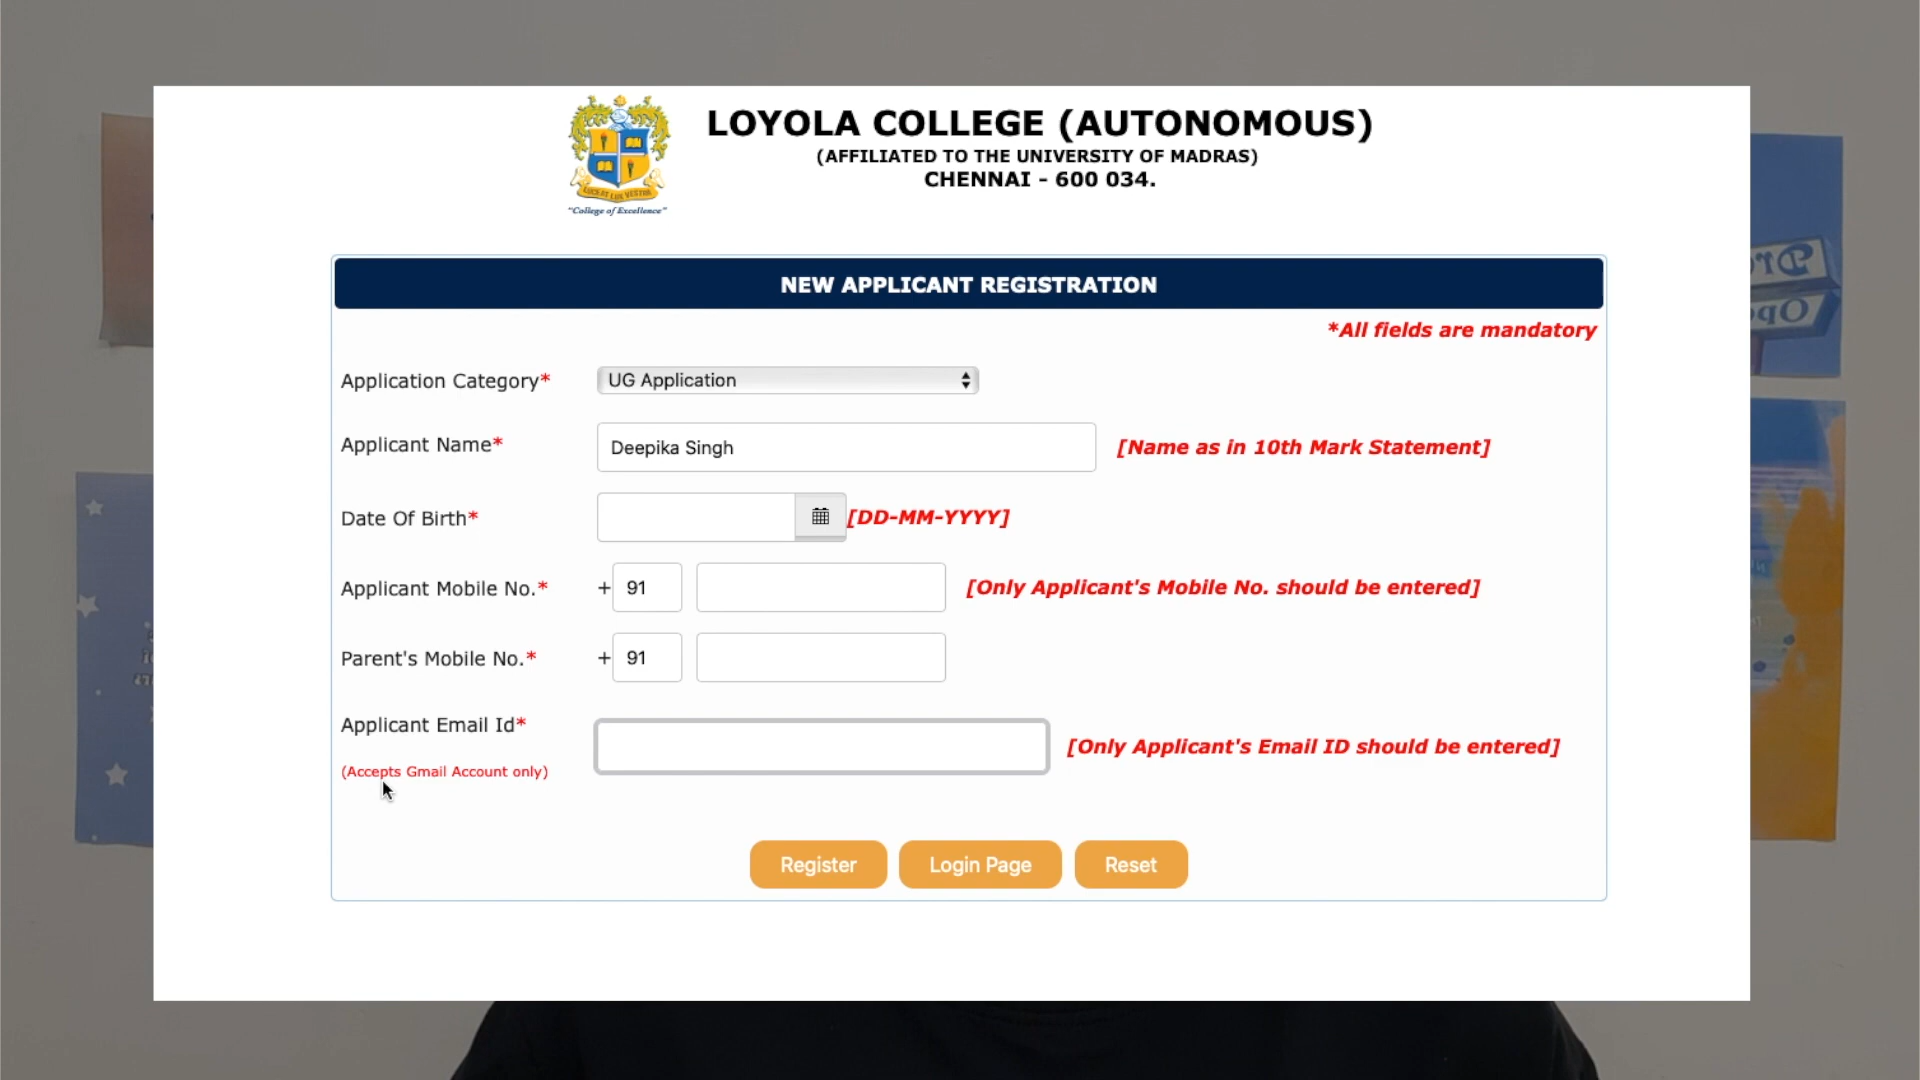 LOYOLA COLLEGE (AUTONOMOUS)
(AFFILIATED TO THE UNIVERSITY OF MADRAS)
CHENNAI - 600 034.
"College of Excellence"
NEW APPLICANT REGISTRATION
*All fields are mandatory
Application Category* UG Application
Applicant Name* Deepika Singh [Name as in 10th Mark Statement]
Date Of Birth* [DD-MM-YYYY]
Applicant Mobile No.* + 91 [Only Applicant's Mobile No. should be entered]
Parent's Mobile No.* + 91
Applicant Email Id* [Only Applicant's Email ID should be entered]
(Accepts Gmail Account only)
Register Login Page Reset